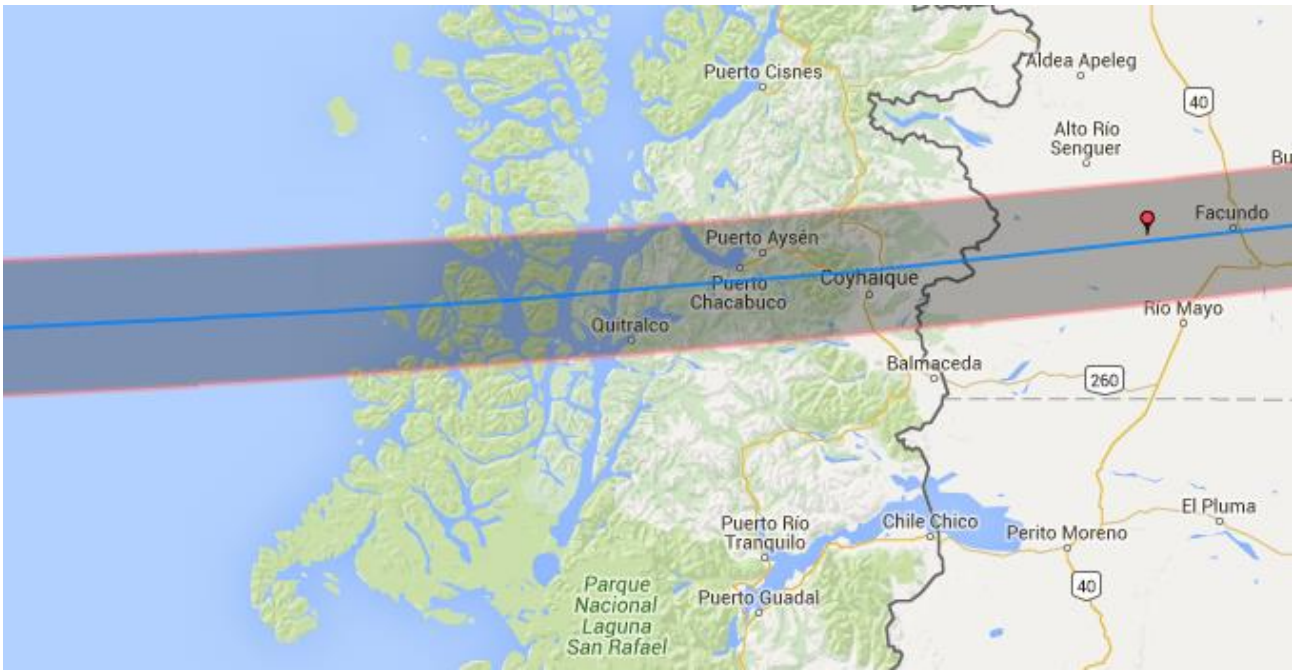 Aldea Apeleg
Puerto Cisnes
40
Alto Río
Senguer
Bu
Facundo
Puerto Aysén
Puerto
Chacabuco
Coyhaique
Río Mayo
Quitralco
Balmaceda
260
El Pluma
Puerto Río
Tranquilo
Chile Chico
Perito Moreno
Parque
Nacional
Laguna
San Rafael
Puerto Guadal
40